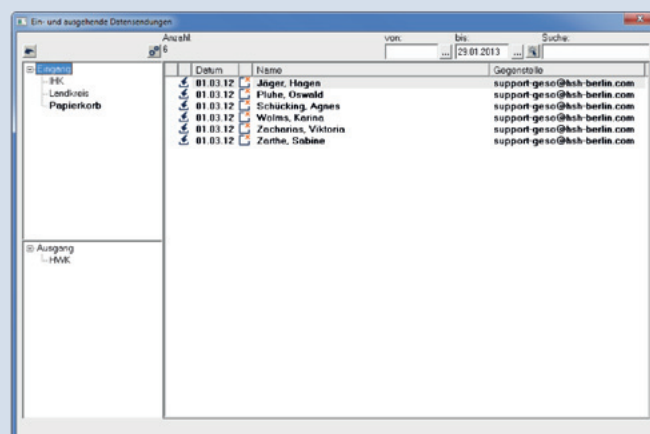 Ein- und ausgehende Datensendungen
Anzahl von: bis: Suche:
6 ... 29.01.2013 ...
Eingang
IHK
Landkreis
Papierkorb
Datum Name Gegenstelle
01.03.12 Jäger, Hagen support-geso@hsh-berlin.com
01.03.12 Pluhe, Oswald support-geso@hsh-berlin.com
01.03.12 Schücking, Agnes support-geso@hsh-berlin.com
01.03.12 Wolms, Karina support-geso@hsh-berlin.com
01.03.12 Zacharias, Viktoria support-geso@hsh-berlin.com
01.03.12 Zarthe, Sabine support-geso@hsh-berlin.com
Ausgang
HWK